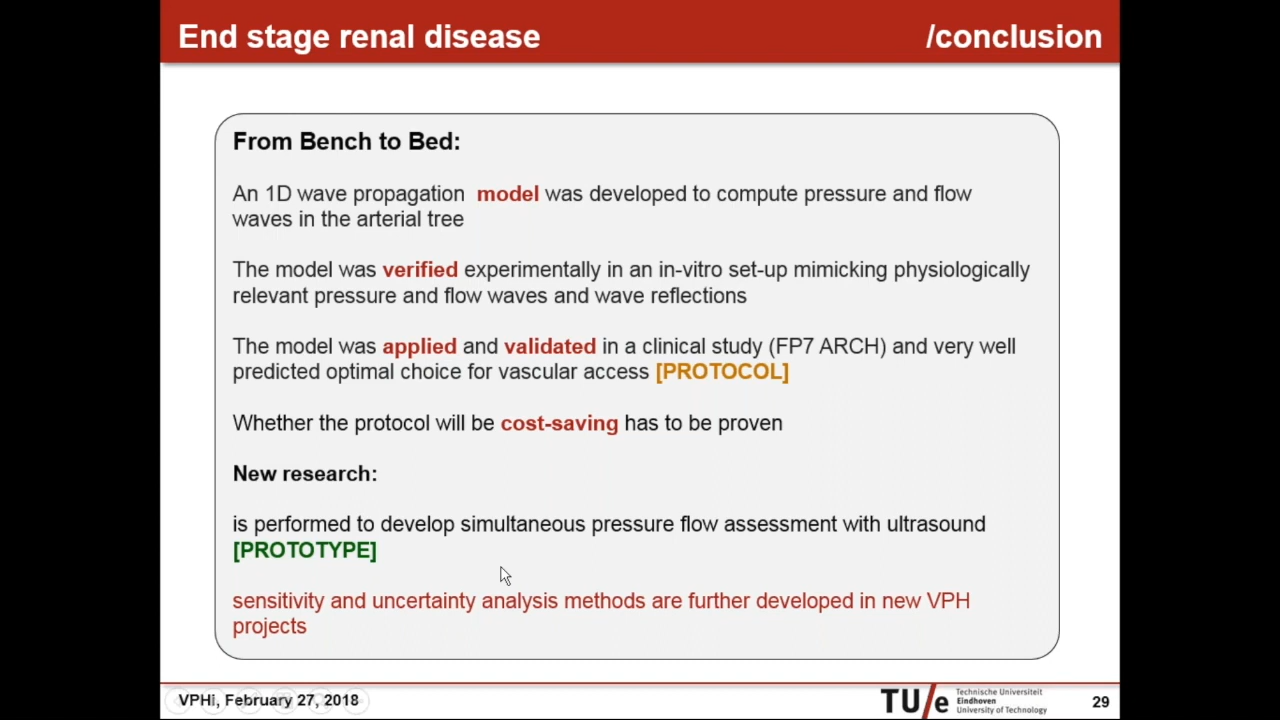 End stage renal disease /conclusion
From Bench to Bed:
An 1D wave propagation model was developed to compute pressure and flow
waves in the arterial tree
The model was verified experimentally in an in-vitro set-up mimicking physiologically
relevant pressure and flow waves and wave reflections
The model was applied and validated in a clinical study (FP7 ARCH) and very well
predicted optimal choice for vascular access [PROTOCOL]
Whether the protocol will be cost-saving has to be proven
New research:
is performed to develop simultaneous pressure flow assessment with ultrasound
[PROTOTYPE]
sensitivity and uncertainty analysis methods are further developed in new VPH
projects
VPHi, February 27, 2018
TU/e
Technische Universiteit
Eindhoven
University of Technology
29